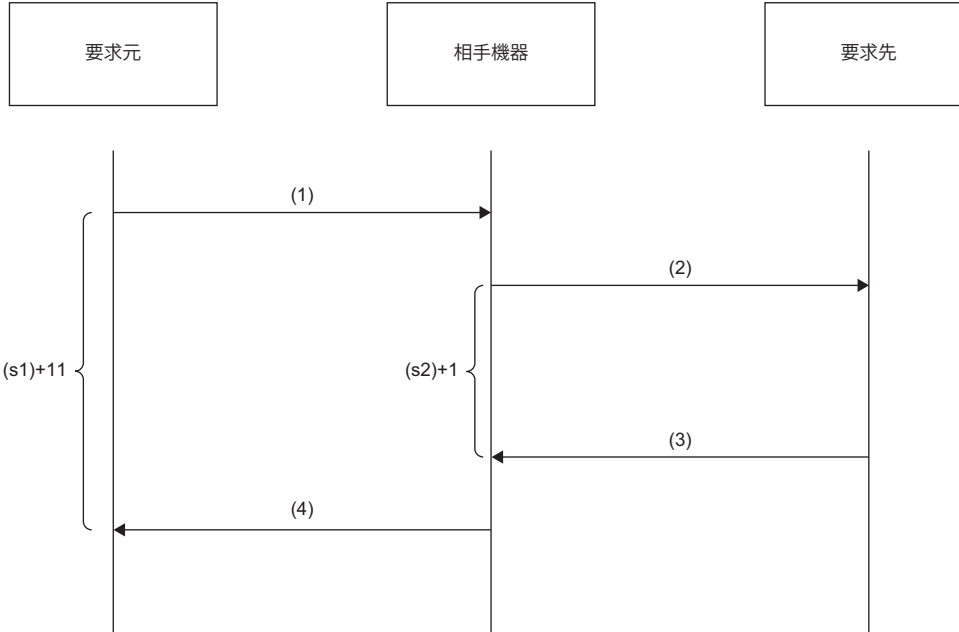 要求元
相手機器
要求先
(1)
(2)
(s1)+11
(s2)+1
(3)
(4)